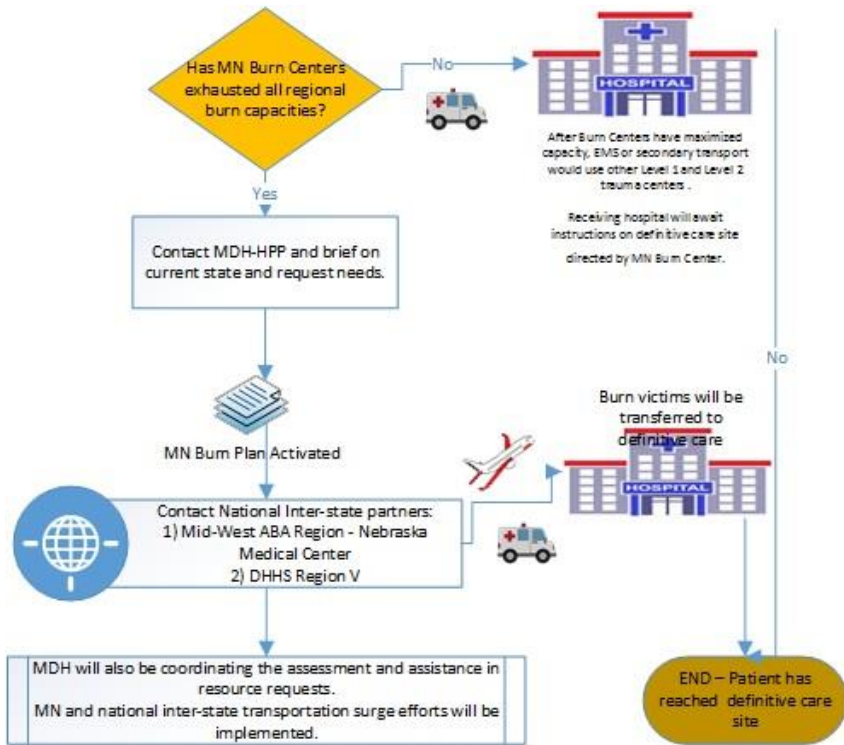 Has MN Burn Centers
exhausted all regional
burn capacities?
No
HOSPITAL
After Burn Centers have maximized
capacity, EMS or secondary transport
would use other Level 1 and Level 2
trauma centers .
Receiving hospital will await
instructions on definitive care site
directed by MN Burn Center.
Yes
Contact MDH-HPP and brief on
current state and request needs.
No
MN Burn Plan Activated
Burn victims will be
transferred to
definitive care
HOSPITAL
Contact National Inter-state partners:
1) Mid-West ABA Region - Nebraska
Medical Center
2) DHHS Region V
MDH will also be coordinating the assessment and assistance in
resource requests.
MN and national inter-state transportation surge efforts will be
implemented.
END – Patient has
reached definitive care
site